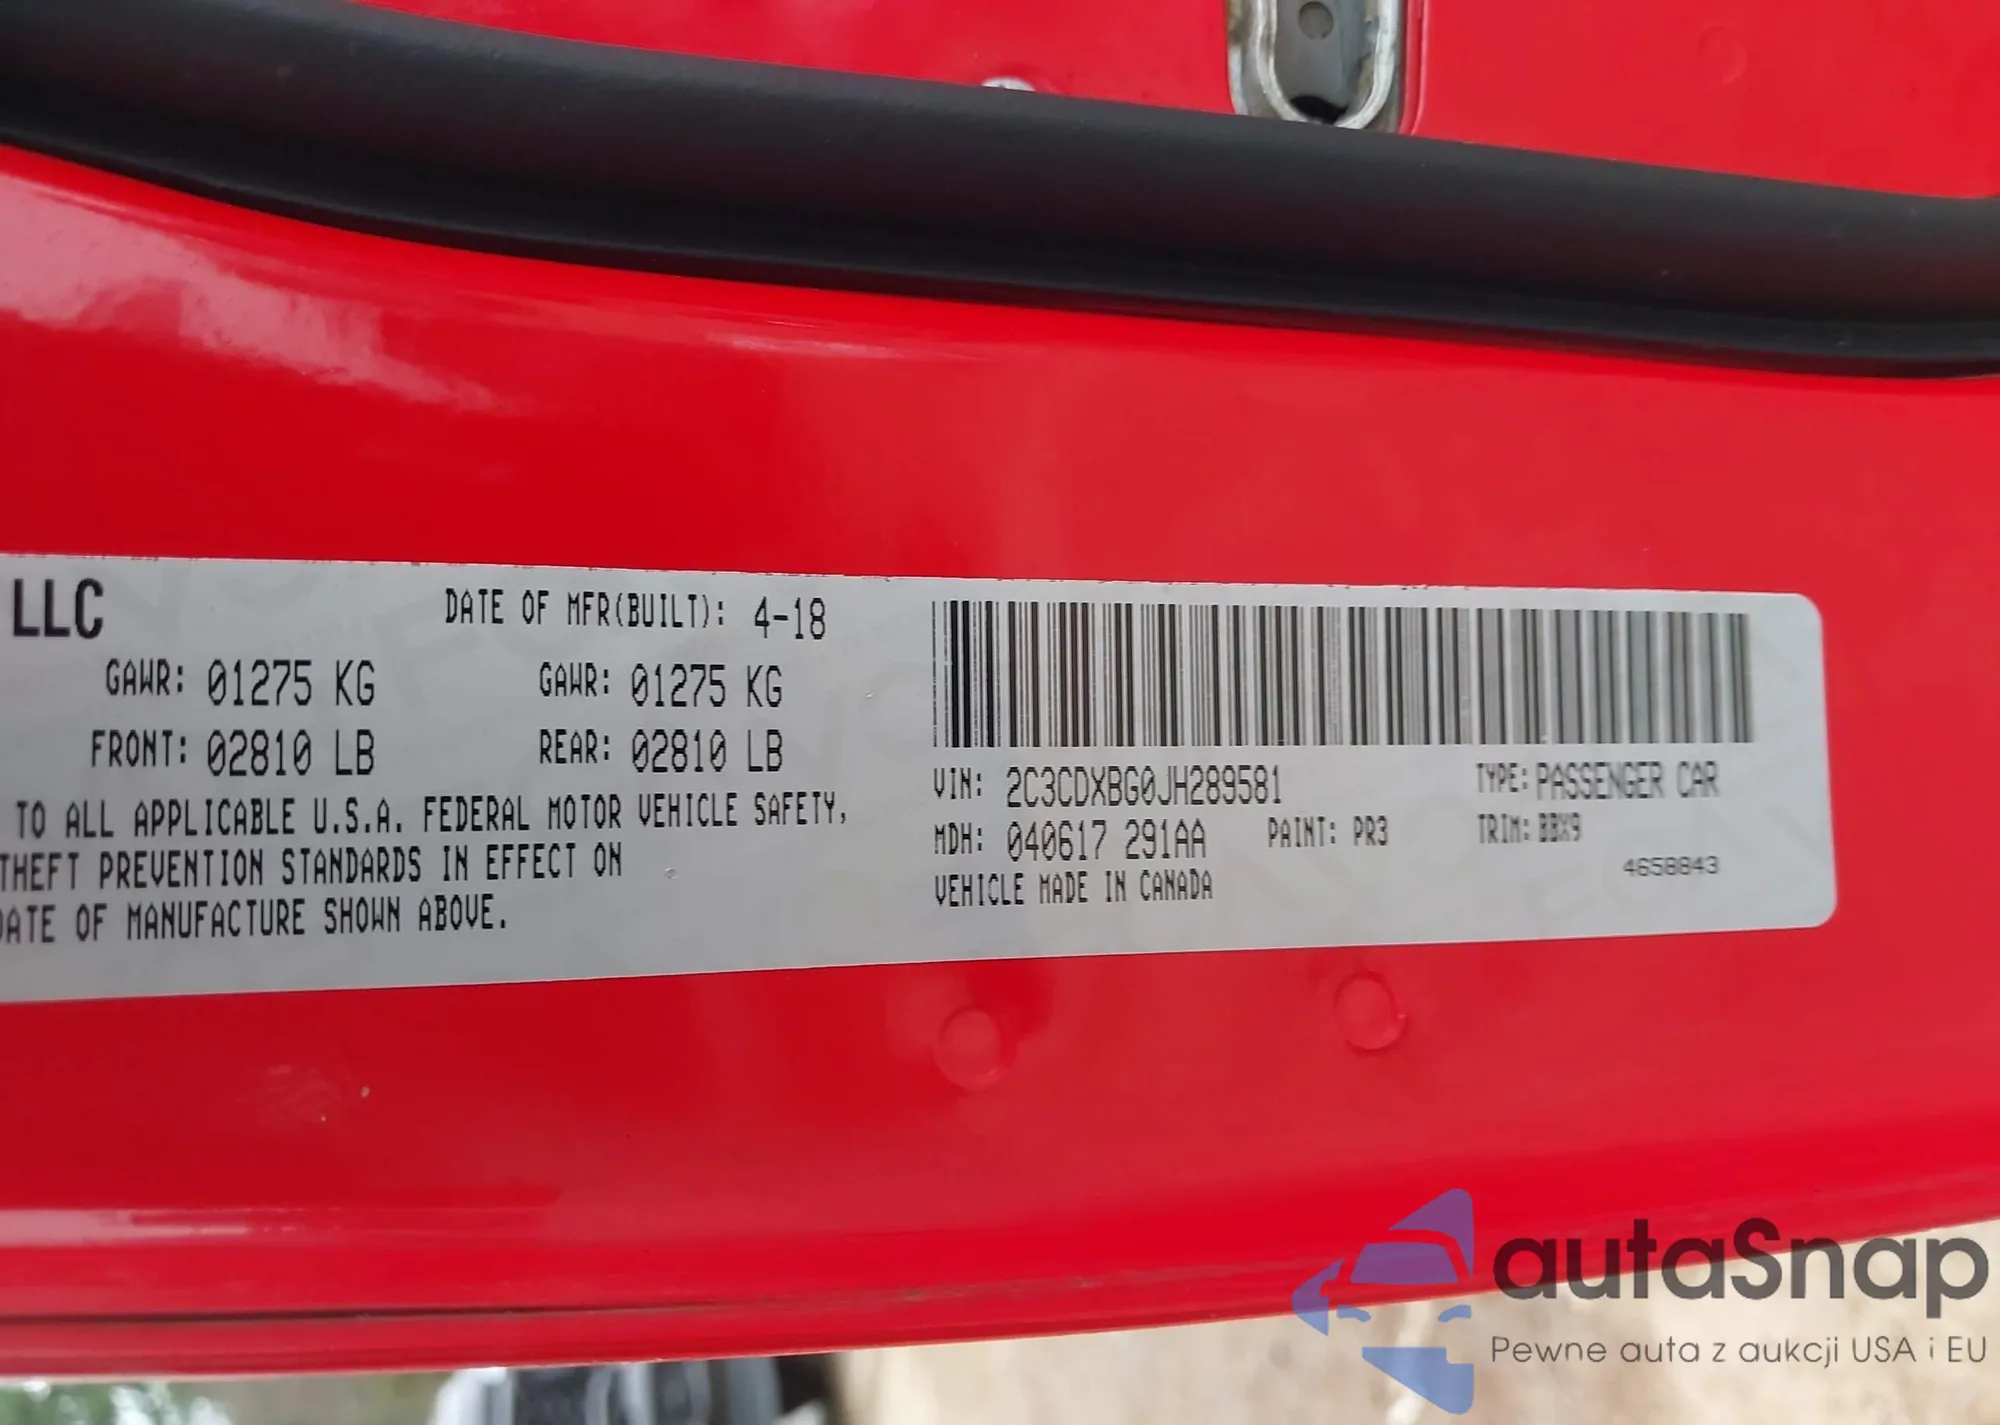 LLC
DATE OF MFR(BUILT): 4-18
GAWR: 01275 KG GAWR: 01275 KG
FRONT: 02810 LB REAR: 02810 LB
TO ALL APPLICABLE U.S.A. FEDERAL MOTOR VEHICLE SAFETY,
THEFT PREVENTION STANDARDS IN EFFECT ON
DATE OF MANUFACTURE SHOWN ABOVE.
VIN: 2C3CDXBG0JH289581 TYPE: PASSENGER CAR
MDH: 040617 291AA PAINT: PR3 TRIM: BBX9
4658843
VEHICLE MADE IN CANADA
autaSnap
Pewne auta z aukcji USA i EU